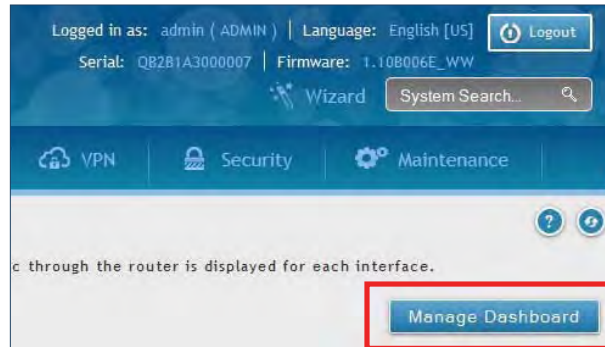 Logged in as: admin ( ADMIN ) | Language: English [US] Logout
Serial: QB2B1A3000007 | Firmware: 1.10B006E_WW
Wizard System Search...
VPN Security Maintenance
?
c through the router is displayed for each interface.
Manage Dashboard